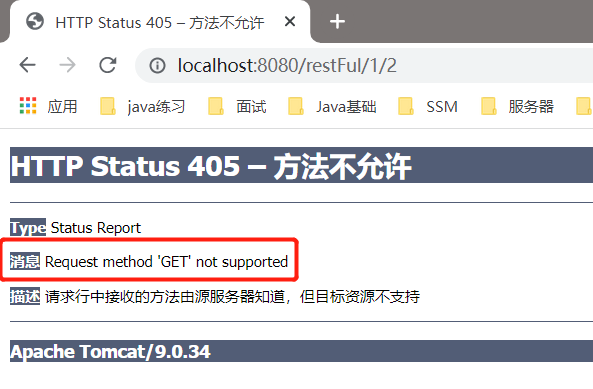 HTTP Status 405 – 方法不允许
localhost:8080/restFul/1/2
应用 java练习 面试 Java基础 SSM 服务器
HTTP Status 405 – 方法不允许
Type Status Report
消息 Request method 'GET' not supported
描述 请求行中接收的方法由源服务器知道，但目标资源不支持
Apache Tomcat/9.0.34